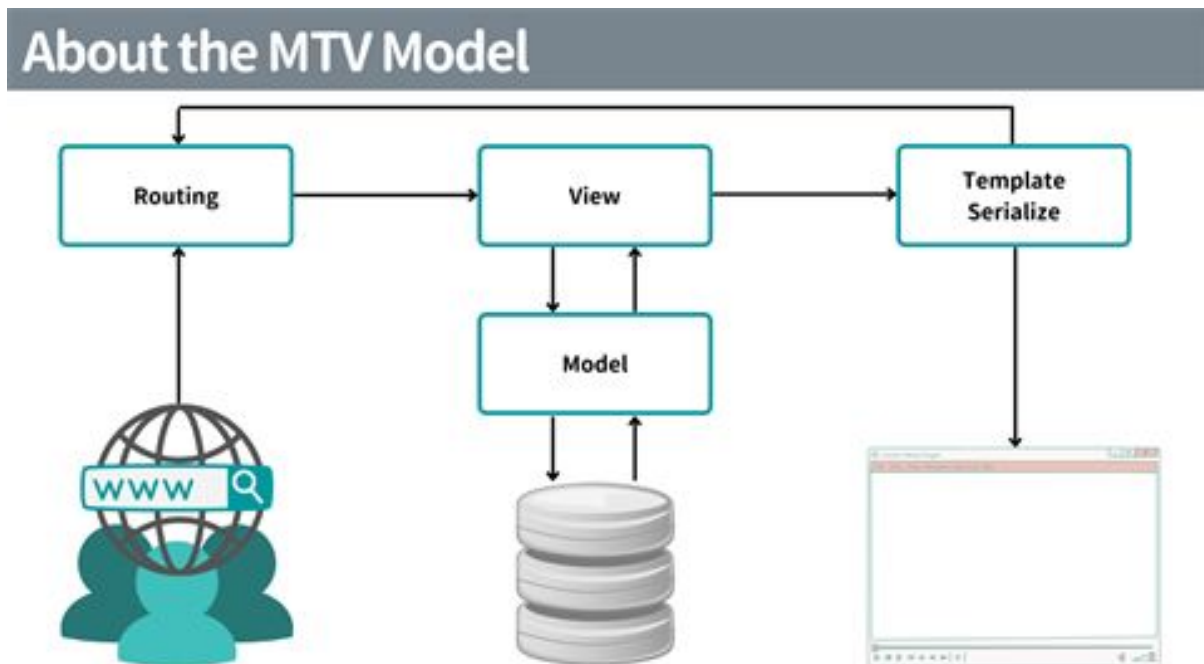 About the MTV Model
Routing
View
Template
Serialize
Model
WWW